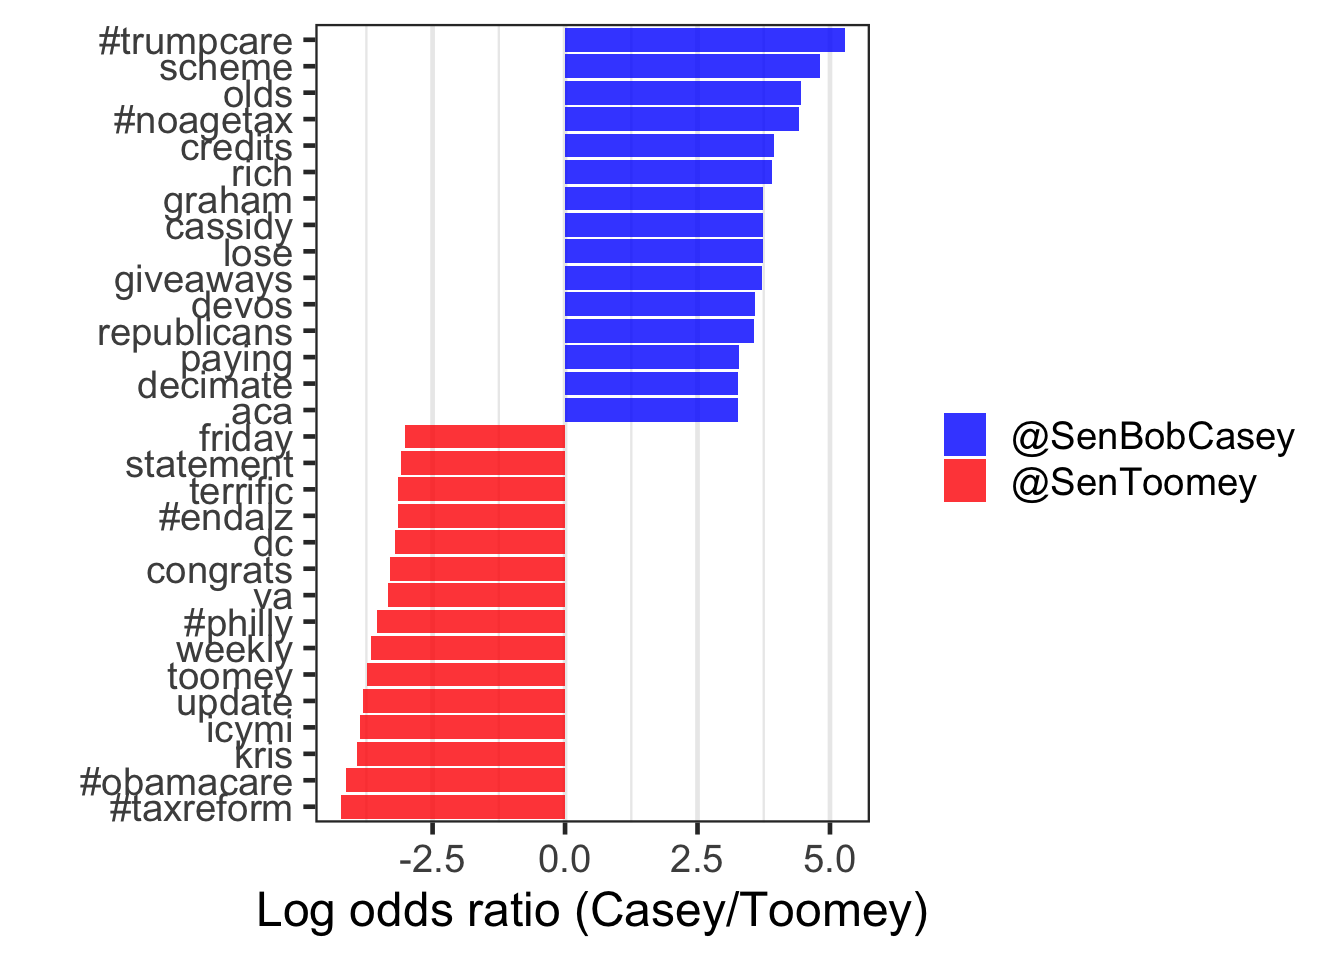 #trumpcare
scheme
olds
#noagetax
credits
rich
graham
cassidy
lose
giveaways
devos
republicans
paying
decimate
aca
friday
statement
terrific
#endalz
dc
congrats
va
#philly
weekly
toomey
update
icymi
kris
#obamacare
#taxreform
-2.5 0.0 2.5 5.0
Log odds ratio (Casey/Toomey)
@SenBobCasey
@SenToomey